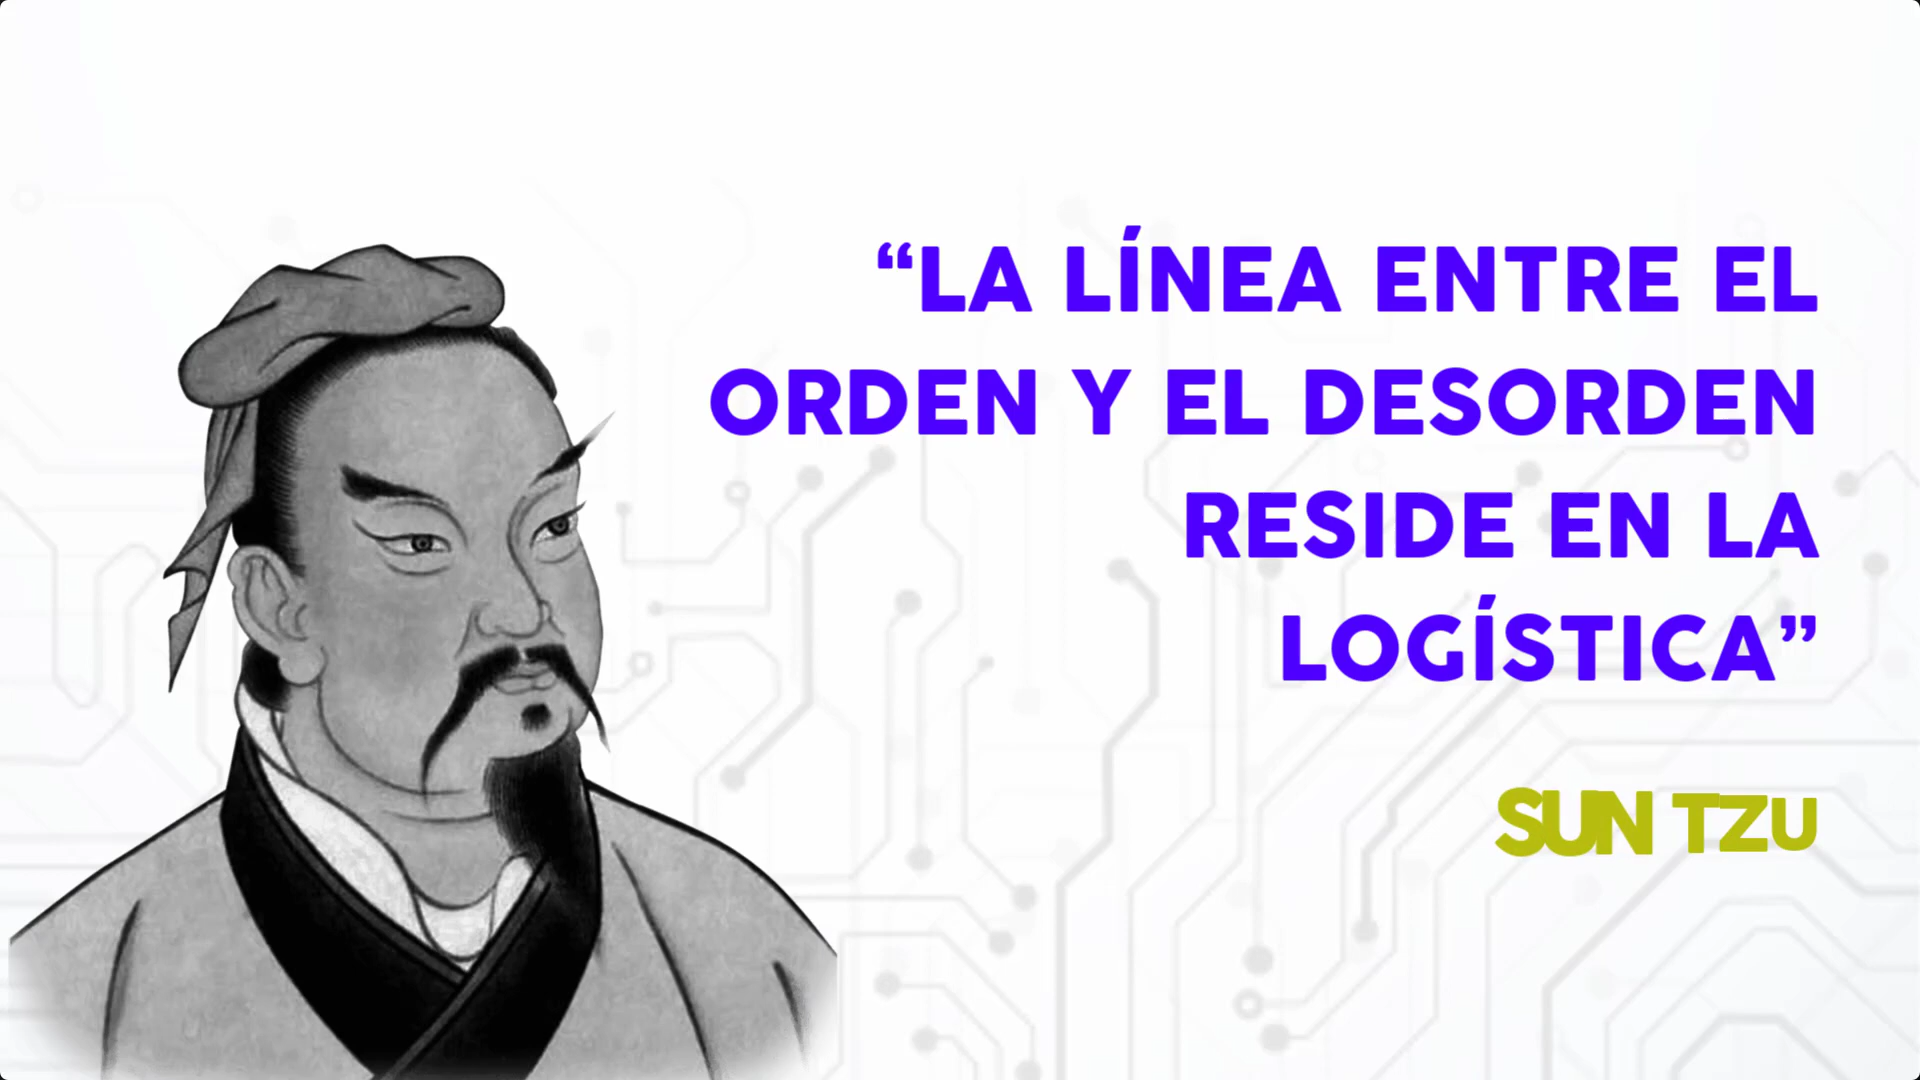 “LA LÍNEA ENTRE EL
ORDEN Y EL DESORDEN
RESIDE EN LA
LOGÍSTICA”
SUN TZU